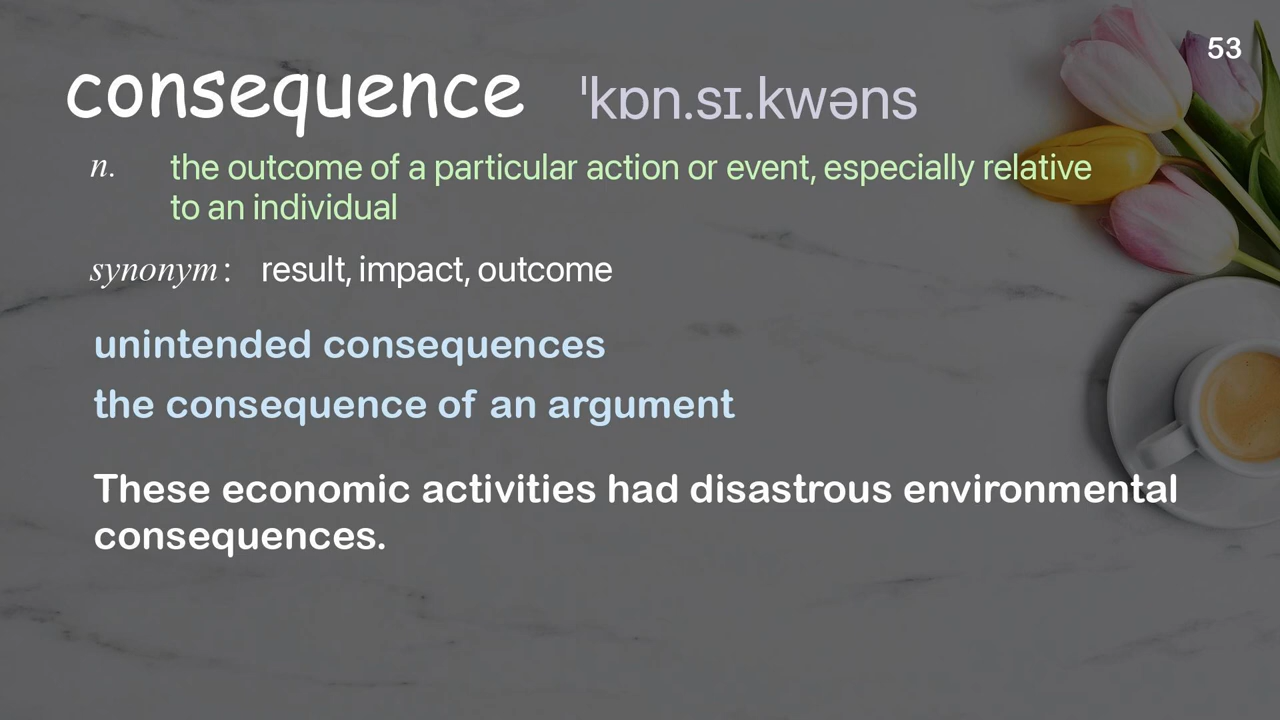 53
consequence ˈkɒn.sɪ.kwəns
n. the outcome of a particular action or event, especially relative
to an individual
synonym: result, impact, outcome
unintended consequences
the consequence of an argument
These economic activities had disastrous environmental
consequences.